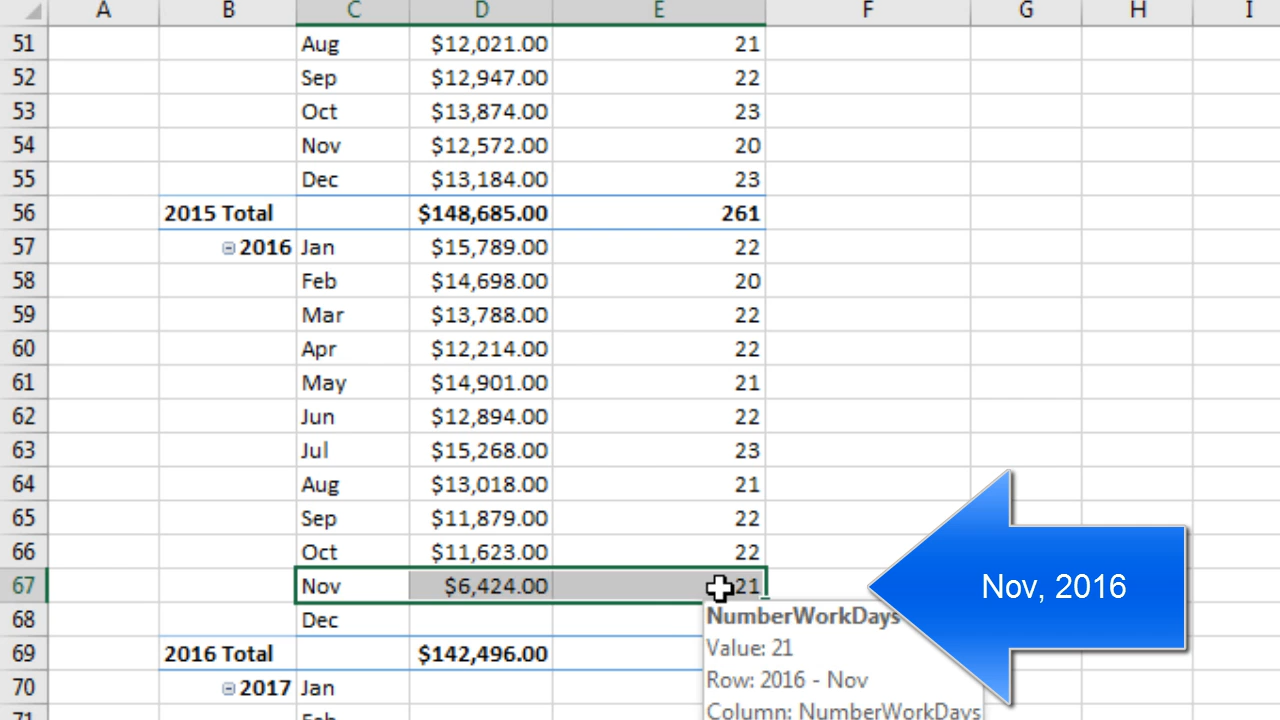 A B C D E F G H I
51 Aug $12,021.00 21
52 Sep $12,947.00 22
53 Oct $13,874.00 23
54 Nov $12,572.00 20
55 Dec $13,184.00 23
56 2015 Total $148,685.00 261
57 2016 Jan $15,789.00 22
58 Feb $14,698.00 20
59 Mar $13,788.00 22
60 Apr $12,214.00 22
61 May $14,901.00 21
62 Jun $12,894.00 22
63 Jul $15,268.00 23
64 Aug $13,018.00 21
65 Sep $11,879.00 22
66 Oct $11,623.00 22
67 Nov $6,424.00 21
Nov, 2016
68 Dec
NumberWorkDays
Value: 21
69 2016 Total $142,496.00
Row: 2016 - Nov
70 2017 Jan
Column: NumberWorkDays
71 Feb